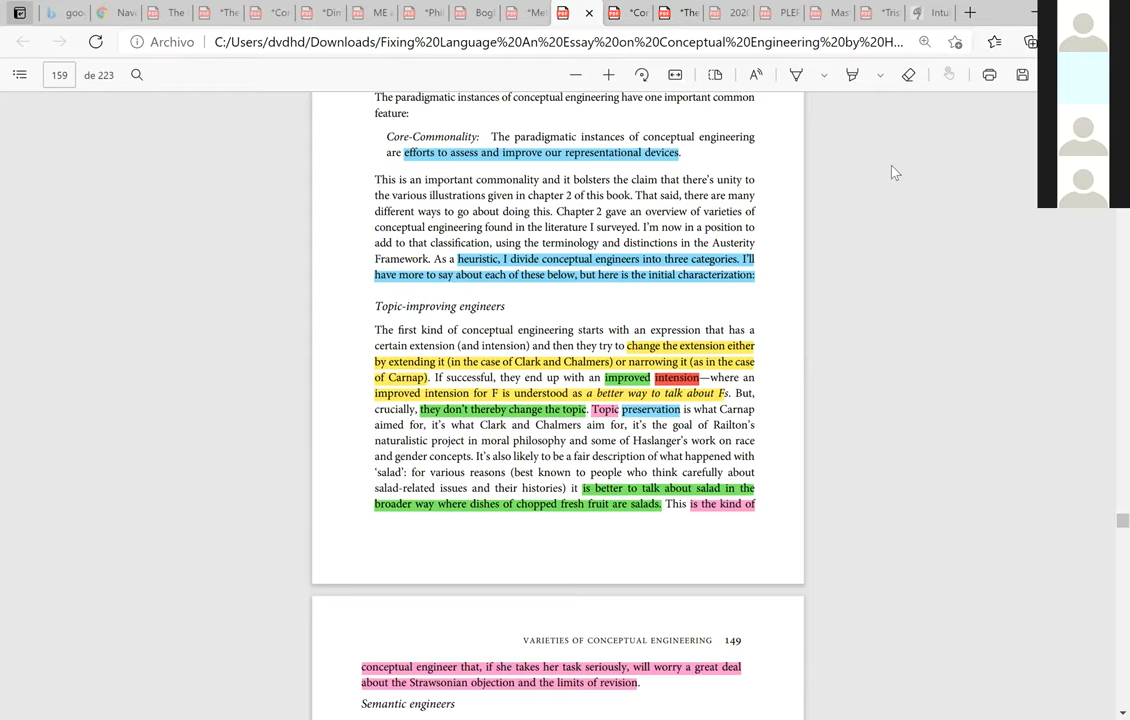 goo
Nav
The
*The
*Cor
*Din
ME a
*Phi
Bogh
*Met
*Cor
*The
202
PLEF
Mas
*Tris
Intu
Archivo C:/Users/dvdhd/Downloads/Fixing%20Language%20An%20Essay%20on%20Conceptual%20Engineering%20by%20H...
159 de 223
The paradigmatic instances of conceptual engineering have one important common
feature:
Core-Commonality: The paradigmatic instances of conceptual engineering
are efforts to assess and improve our representational devices.
This is an important commonality and it bolsters the claim that there's unity to
the various illustrations given in chapter 2 of this book. That said, there are many
different ways to go about doing this. Chapter 2 gave an overview of varieties of
conceptual engineering found in the literature I surveyed. I'm now in a position to
add to that classification, using the terminology and distinctions in the Austerity
Framework. As a heuristic, I divide conceptual engineers into three categories. I'll
have more to say about each of these below, but here is the initial characterization:
Topic-improving engineers
The first kind of conceptual engineering starts with an expression that has a
certain extension (and intension) and then they try to change the extension either
by extending it (in the case of Clark and Chalmers) or narrowing it (as in the case
of Carnap). If successful, they end up with an improved intension—where an
improved intension for F is understood as a better way to talk about Fs. But,
crucially, they don't thereby change the topic. Topic preservation is what Carnap
aimed for, it's what Clark and Chalmers aim for, it's the goal of Railton's
naturalistic project in moral philosophy and some of Haslanger's work on race
and gender concepts. It's also likely to be a fair description of what happened with
'salad': for various reasons (best known to people who think carefully about
salad-related issues and their histories) it is better to talk about salad in the
broader way where dishes of chopped fresh fruit are salads. This is the kind of
VARIETIES OF CONCEPTUAL ENGINEERING 149
conceptual engineer that, if she takes her task seriously, will worry a great deal
about the Strawsonian objection and the limits of revision.
Semantic engineers